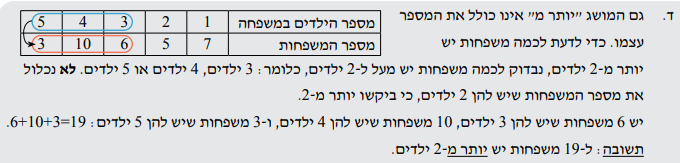 ד. גם המושג "יותר מ" אינו כולל את המספר
עצמו. כדי לדעת לכמה משפחות יש
מספר הילדים במשפחה 1 2 3 4 5
מספר המשפחות 7 5 6 10 3
יותר מ-2 ילדים, נבדוק לכמה משפחות יש מעל ל-2 ילדים, כלומר: 3 ילדים, 4 ילדים או 5 ילדים. לא נכלול
את מספר המשפחות שיש להן 2 ילדים, כי ביקשו יותר מ-2.
יש 6 משפחות שיש להן 3 ילדים, 10 משפחות שיש להן 4 ילדים, ו-3 משפחות שיש להן 5 ילדים: 6+10+3=19.
תשובה: ל-19 משפחות יש יותר מ-2 ילדים.